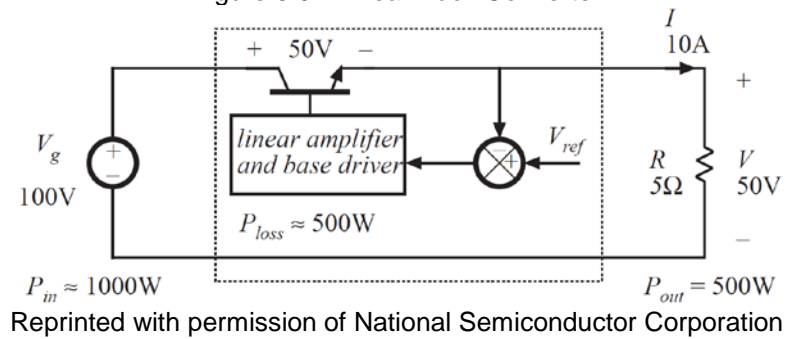 I
10A
+ 50V −
+
linear amplifier
and base driver
−
+
V_ref
V_g
+
−
100V
R
5Ω
V
50V
P_loss ≈ 500W
−
P_in ≈ 1000W
P_out = 500W
Reprinted with permission of National Semiconductor Corporation